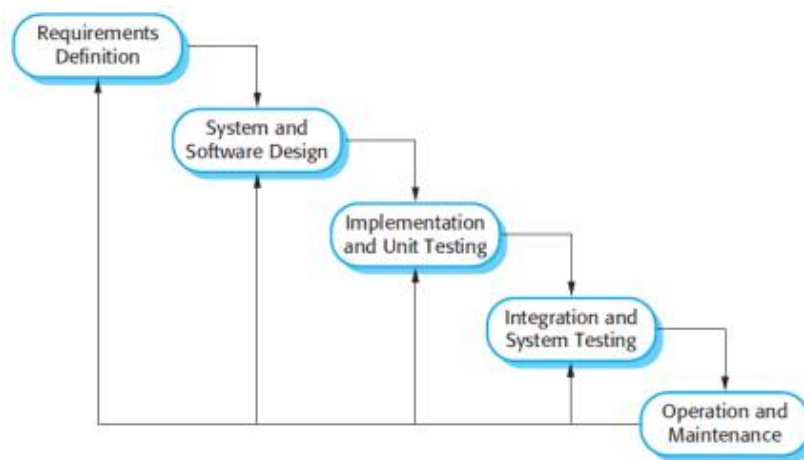 Requirements
Definition
System and
Software Design
Implementation
and Unit Testing
Integration and
System Testing
Operation and
Maintenance